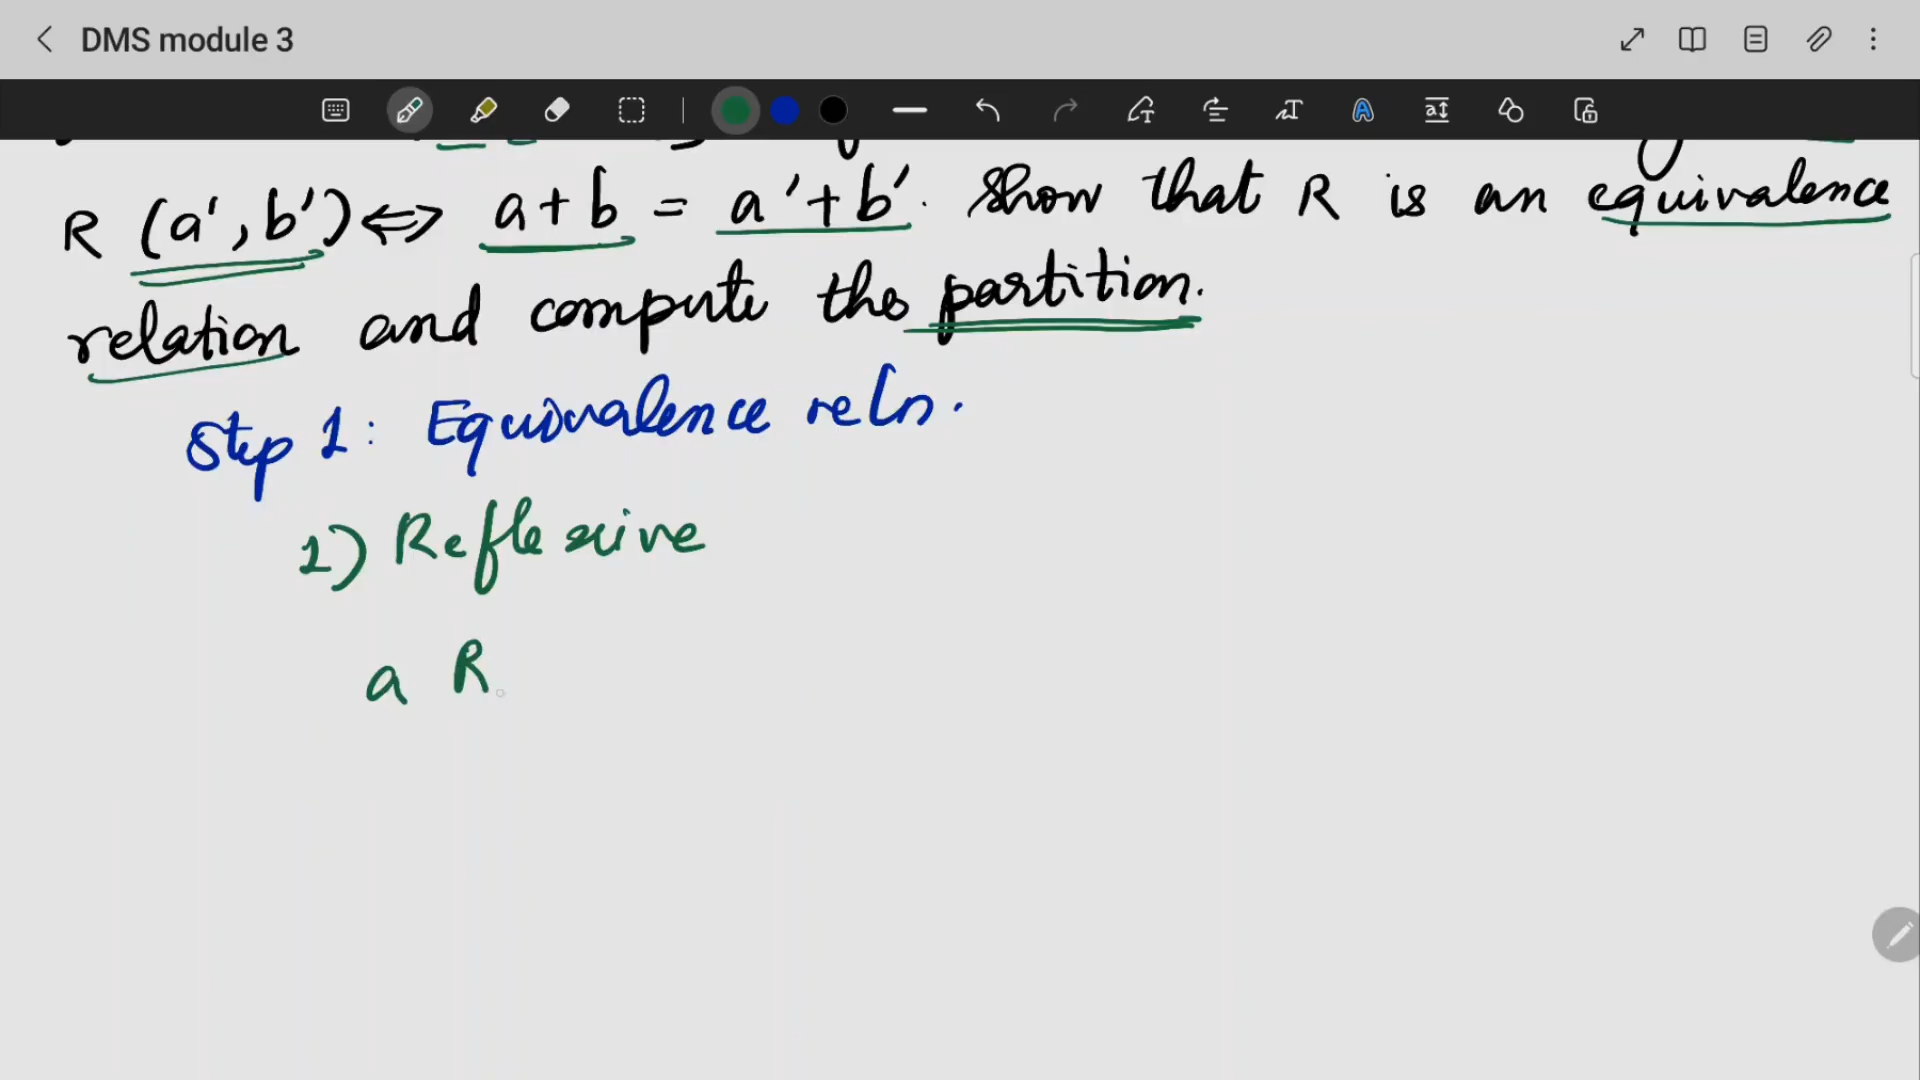 DMS module 3
R (a', b') ⇔ a + b = a' + b'. Show that R is an equivalence
relation and compute the partition.
Step 1: Equivalence reln.
1) Reflexive
a R